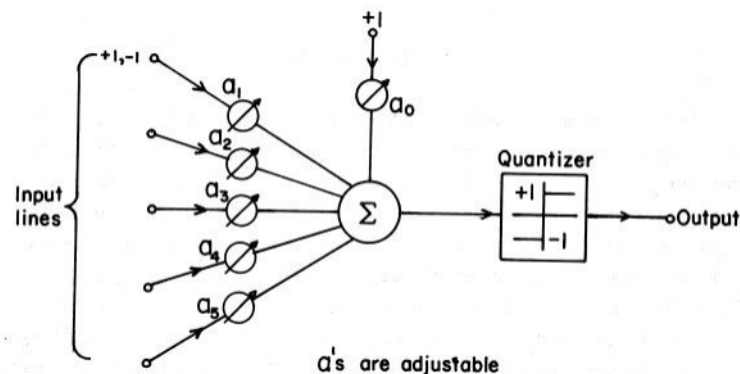 +1
+1,-1
a1
a0
a2
Quantizer
a3
+1
Input
lines
Σ
-1
Output
a4
a5
a's are adjustable